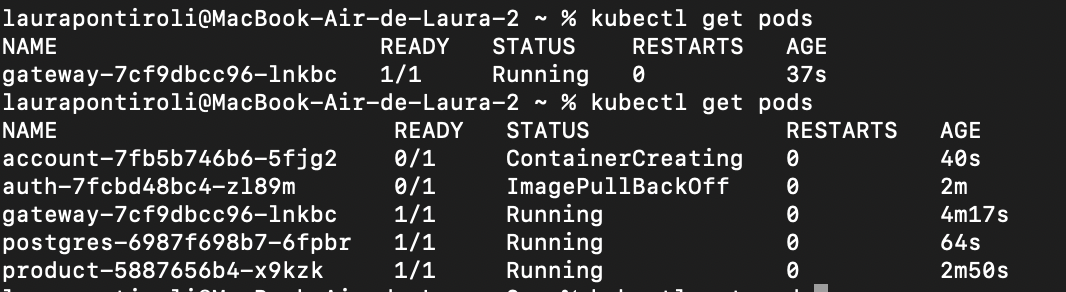 laurapontiroli@MacBook-Air-de-Laura-2 ~ % kubectl get pods
NAME READY STATUS RESTARTS AGE
gateway-7cf9dbcc96-lnkbc 1/1 Running 0 37s
laurapontiroli@MacBook-Air-de-Laura-2 ~ % kubectl get pods
NAME READY STATUS RESTARTS AGE
account-7fb5b746b6-5fjg2 0/1 ContainerCreating 0 40s
auth-7fcbd48bc4-zl89m 0/1 ImagePullBackOff 0 2m
gateway-7cf9dbcc96-lnkbc 1/1 Running 0 4m17s
postgres-6987f698b7-6fpbr 1/1 Running 0 64s
product-5887656b4-x9kzk 1/1 Running 0 2m50s